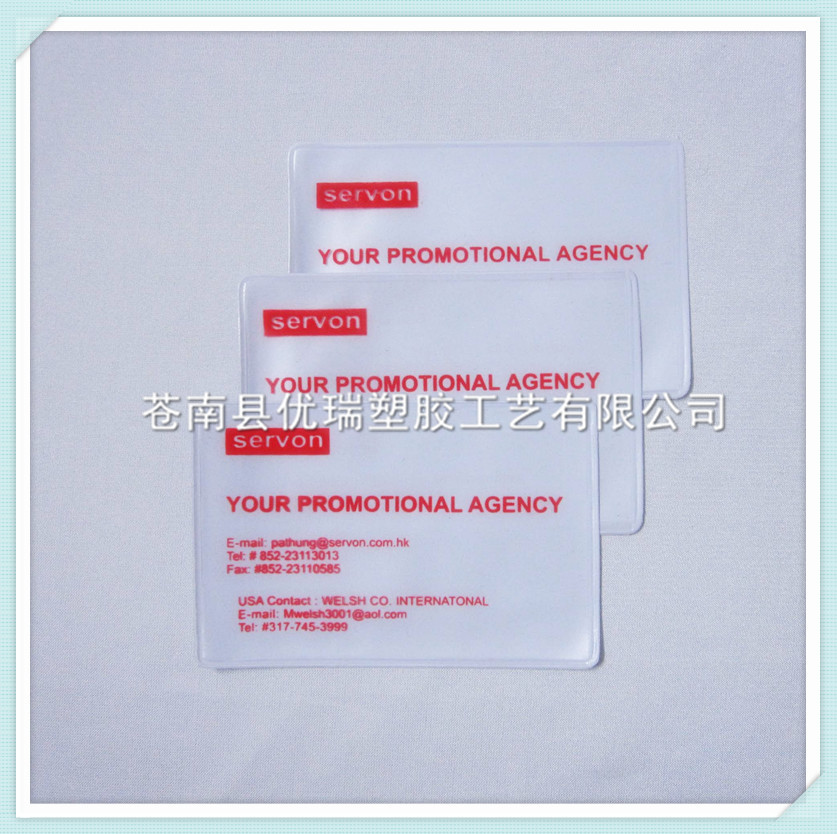 servon
YOUR PROMOTIONAL AGENCY
servon
YOUR PROMOTIONAL AGENCY
苍南县优瑞塑胶工艺有限公司
servon
YOUR PROMOTIONAL AGENCY
E-mail: pathung@servon.com.hk
Tel: # 852-23113013
Fax: #852-23110585
USA Contact : WELSH CO. INTERNATONAL
E-mail: Mwelsh3001@aol.com
Tel: #317-745-3999